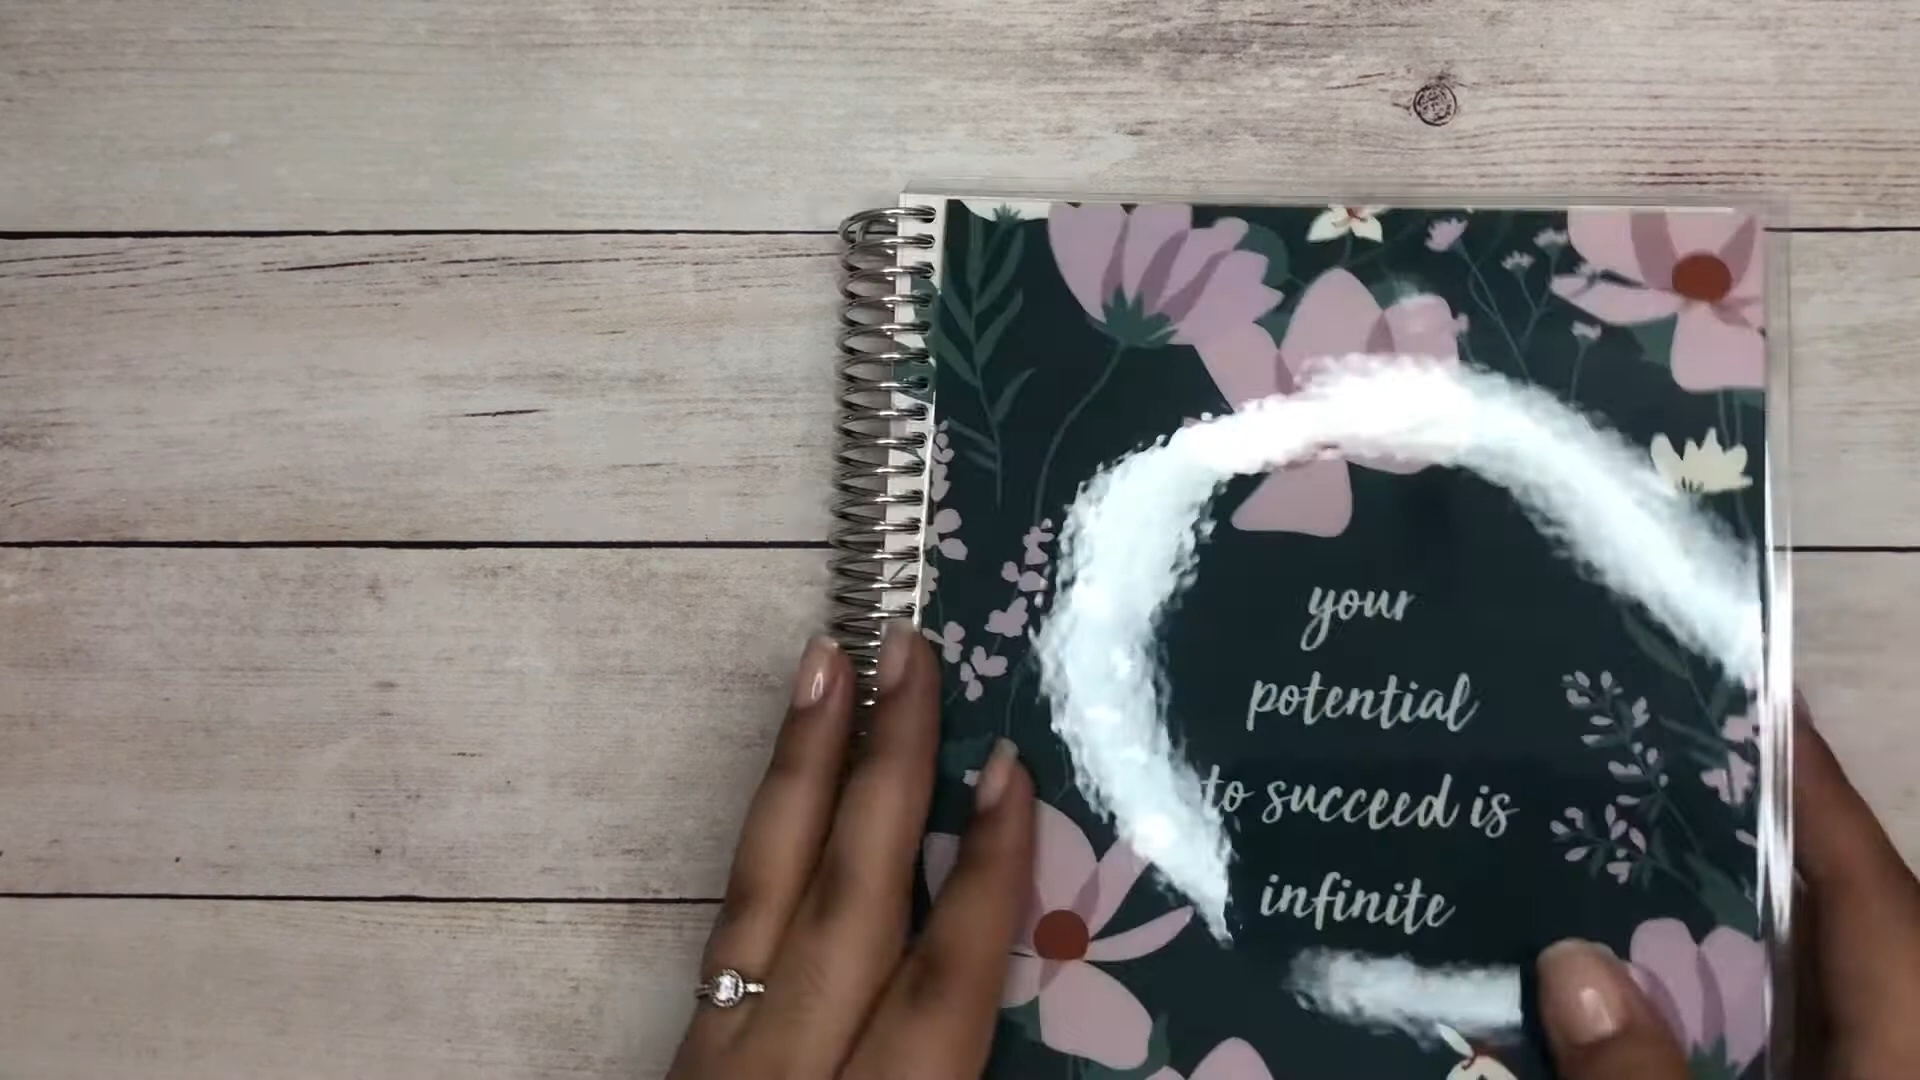 your
potential
to succeed is
infinite